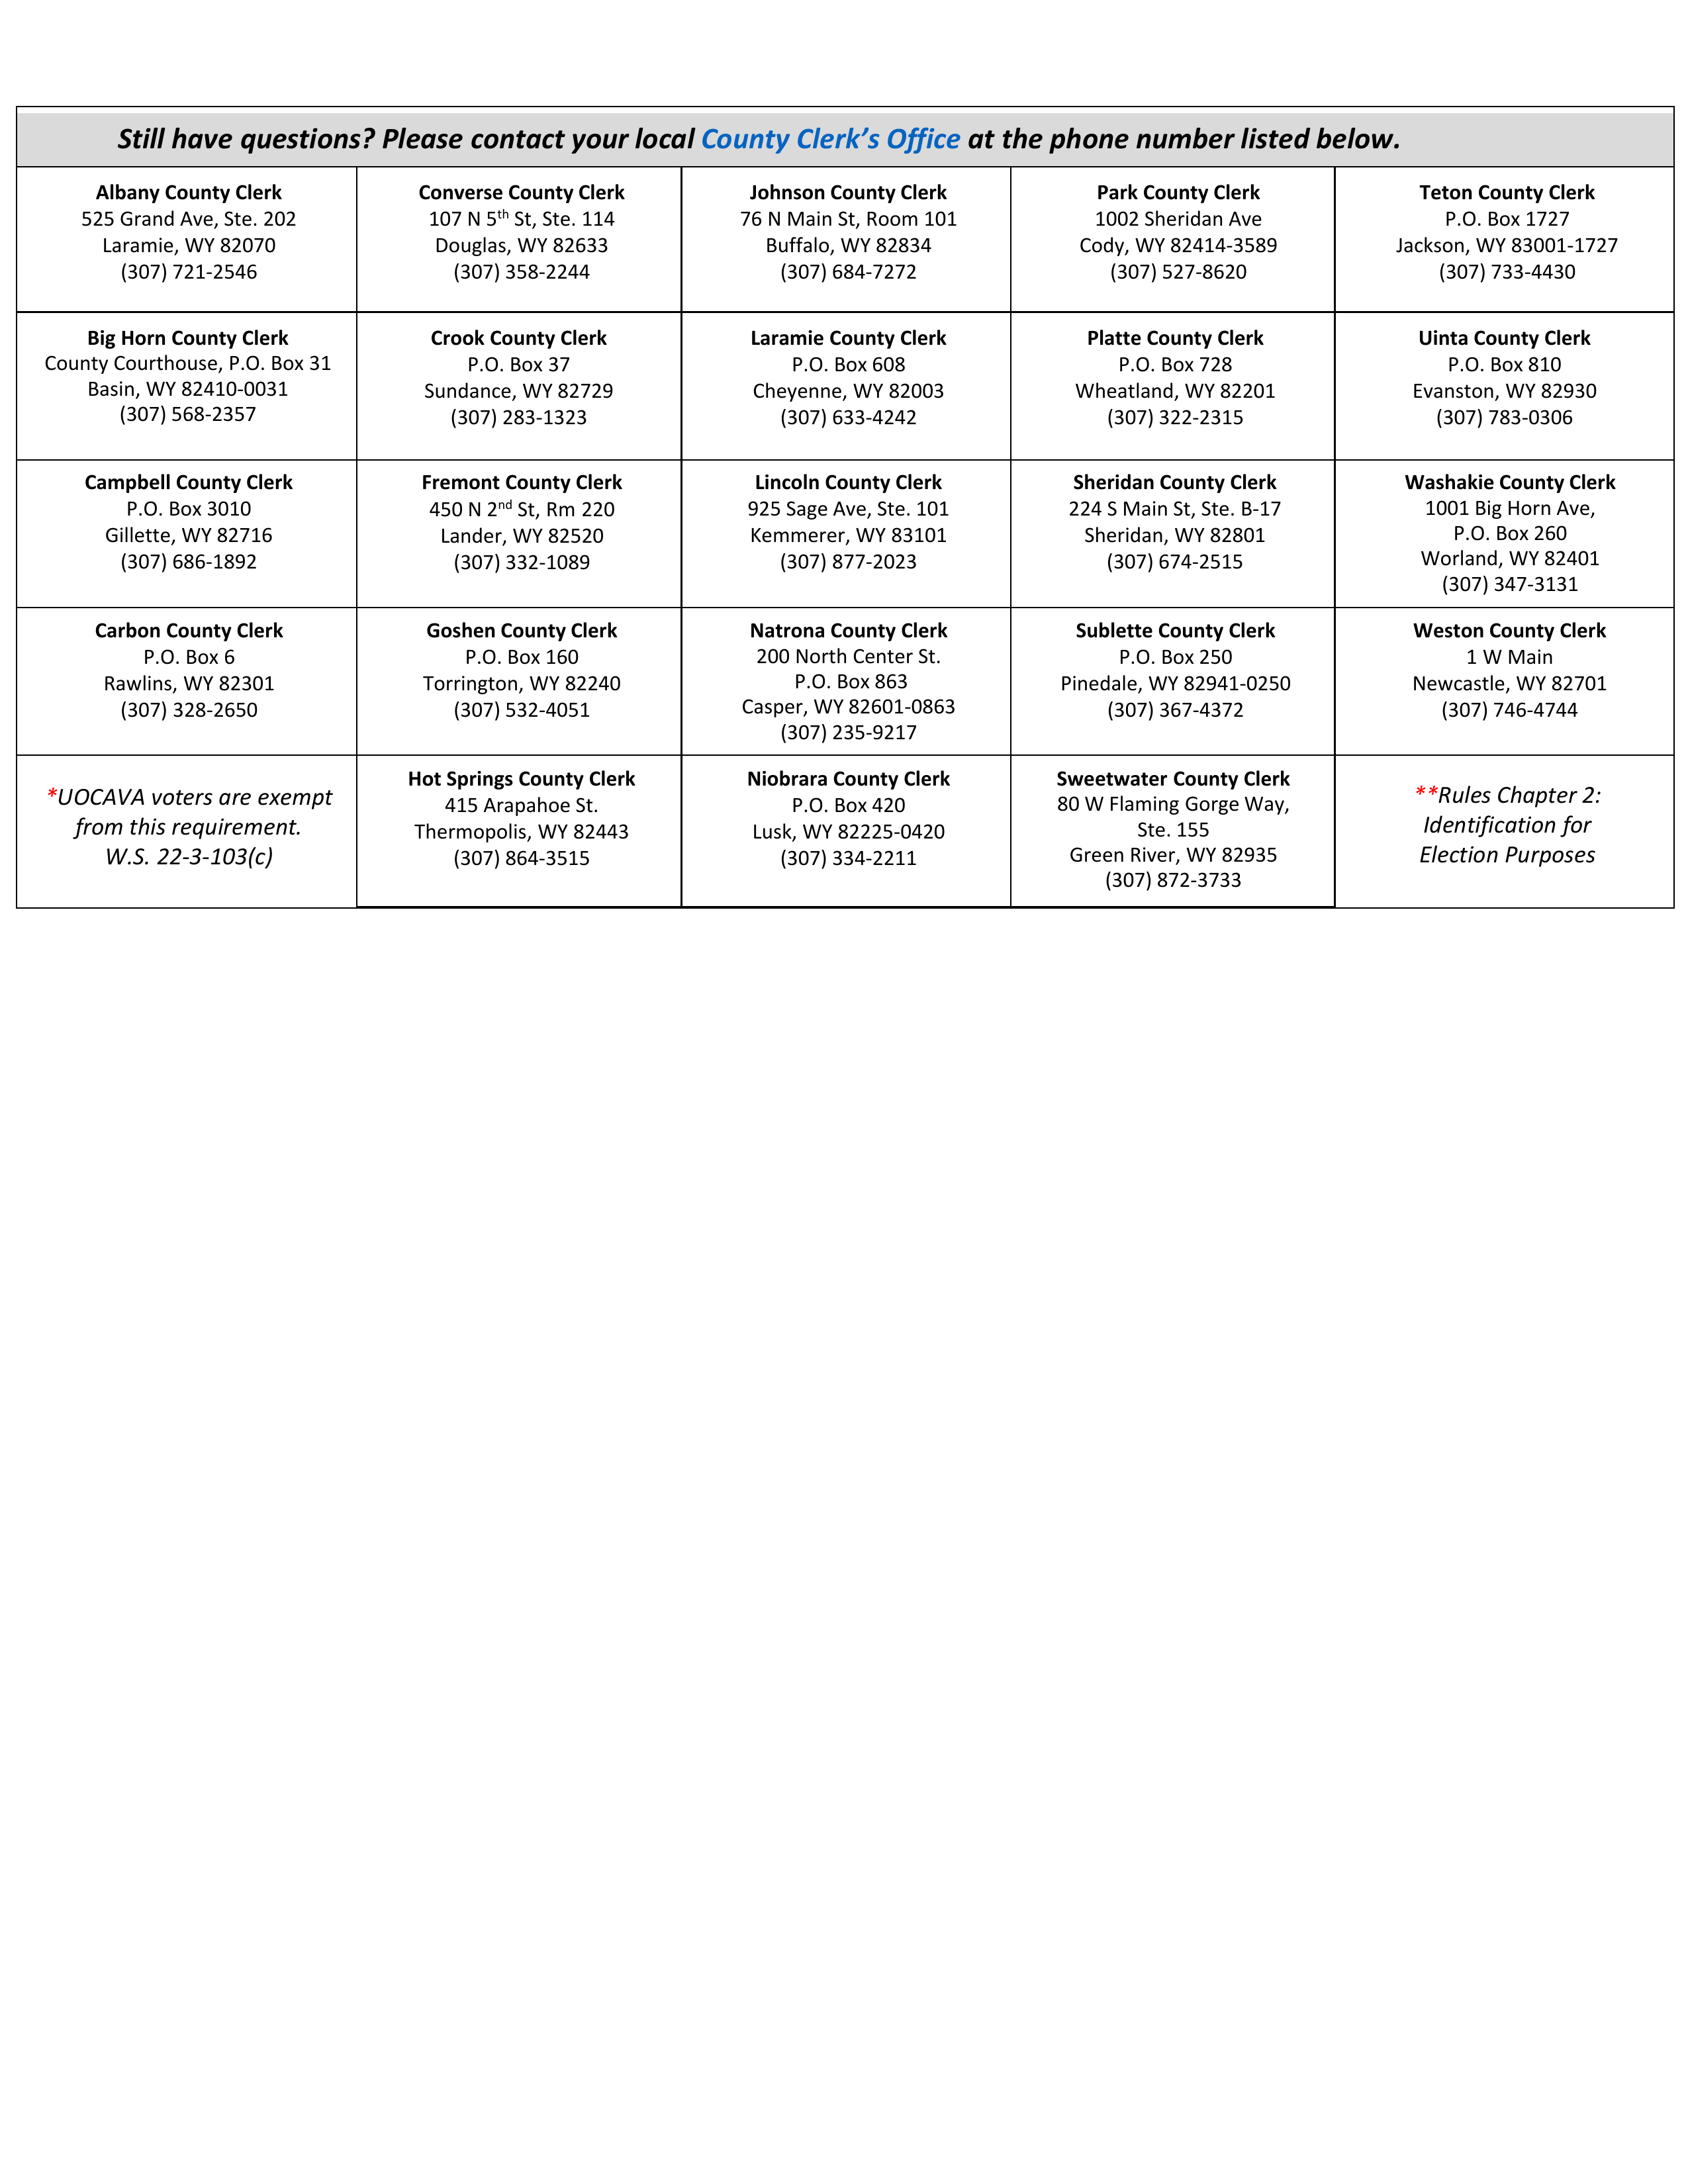 Still have questions? Please contact your local County Clerk’s Office at the phone number listed below.
Albany County Clerk
525 Grand Ave, Ste. 202
Laramie, WY 82070
(307) 721-2546
Converse County Clerk
107 N 5th St, Ste. 114
Douglas, WY 82633
(307) 358-2244
Johnson County Clerk
76 N Main St, Room 101
Buffalo, WY 82834
(307) 684-7272
Park County Clerk
1002 Sheridan Ave
Cody, WY 82414-3589
(307) 527-8620
Teton County Clerk
P.O. Box 1727
Jackson, WY 83001-1727
(307) 733-4430
Big Horn County Clerk
County Courthouse, P.O. Box 31
Basin, WY 82410-0031
(307) 568-2357
Crook County Clerk
P.O. Box 37
Sundance, WY 82729
(307) 283-1323
Laramie County Clerk
P.O. Box 608
Cheyenne, WY 82003
(307) 633-4242
Platte County Clerk
P.O. Box 728
Wheatland, WY 82201
(307) 322-2315
Uinta County Clerk
P.O. Box 810
Evanston, WY 82930
(307) 783-0306
Campbell County Clerk
P.O. Box 3010
Gillette, WY 82716
(307) 686-1892
Fremont County Clerk
450 N 2nd St, Rm 220
Lander, WY 82520
(307) 332-1089
Lincoln County Clerk
925 Sage Ave, Ste. 101
Kemmerer, WY 83101
(307) 877-2023
Sheridan County Clerk
224 S Main St, Ste. B-17
Sheridan, WY 82801
(307) 674-2515
Washakie County Clerk
1001 Big Horn Ave,
P.O. Box 260
Worland, WY 82401
(307) 347-3131
Carbon County Clerk
P.O. Box 6
Rawlins, WY 82301
(307) 328-2650
Goshen County Clerk
P.O. Box 160
Torrington, WY 82240
(307) 532-4051
Natrona County Clerk
200 North Center St.
P.O. Box 863
Casper, WY 82601-0863
(307) 235-9217
Sublette County Clerk
P.O. Box 250
Pinedale, WY 82941-0250
(307) 367-4372
Weston County Clerk
1 W Main
Newcastle, WY 82701
(307) 746-4744
*UOCAVA voters are exempt
from this requirement.
W.S. 22-3-103(c)
Hot Springs County Clerk
415 Arapahoe St.
Thermopolis, WY 82443
(307) 864-3515
Niobrara County Clerk
P.O. Box 420
Lusk, WY 82225-0420
(307) 334-2211
Sweetwater County Clerk
80 W Flaming Gorge Way,
Ste. 155
Green River, WY 82935
(307) 872-3733
**Rules Chapter 2:
Identification for
Election Purposes